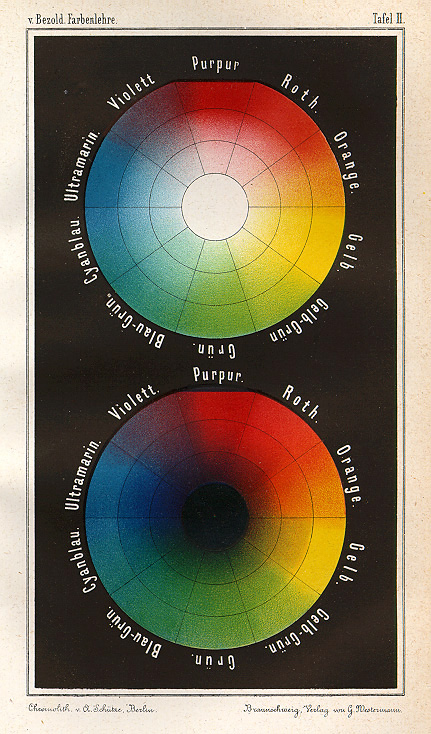 v. Bezold. Farbenlehre.
Tafel II.
Purpur
Roth.
Orange.
Gelb.
Gelb-Grün
Grün.
Blau-Grün.
Cyanblau.
Ultramarin.
Violett
Purpur.
Roth.
Orange.
Gelb.
Gelb-Grün.
Grün.
Blau-Grün.
Cyanblau.
Ultramarin.
Violett.
Chromolith. v. A. Schütze, Berlin.
Braunschweig, Verlag von G. Westermann.